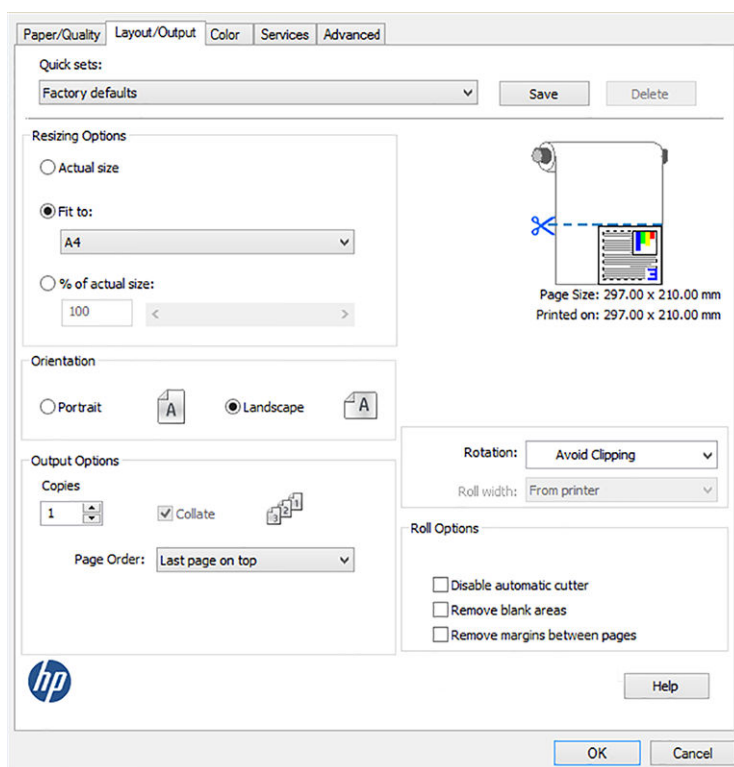 Paper/Quality Layout/Output Color Services Advanced
Quick sets:
Factory defaults Save Delete
Resizing Options
Actual size
Fit to:
A4
% of actual size:
100
Page Size: 297.00 x 210.00 mm
Printed on: 297.00 x 210.00 mm
Orientation
Portrait A Landscape A
Rotation: Avoid Clipping
Roll width: From printer
Output Options
Copies
1 Collate 3 2 1
Page Order: Last page on top
Roll Options
Disable automatic cutter
Remove blank areas
Remove margins between pages
hp
Help
OK Cancel